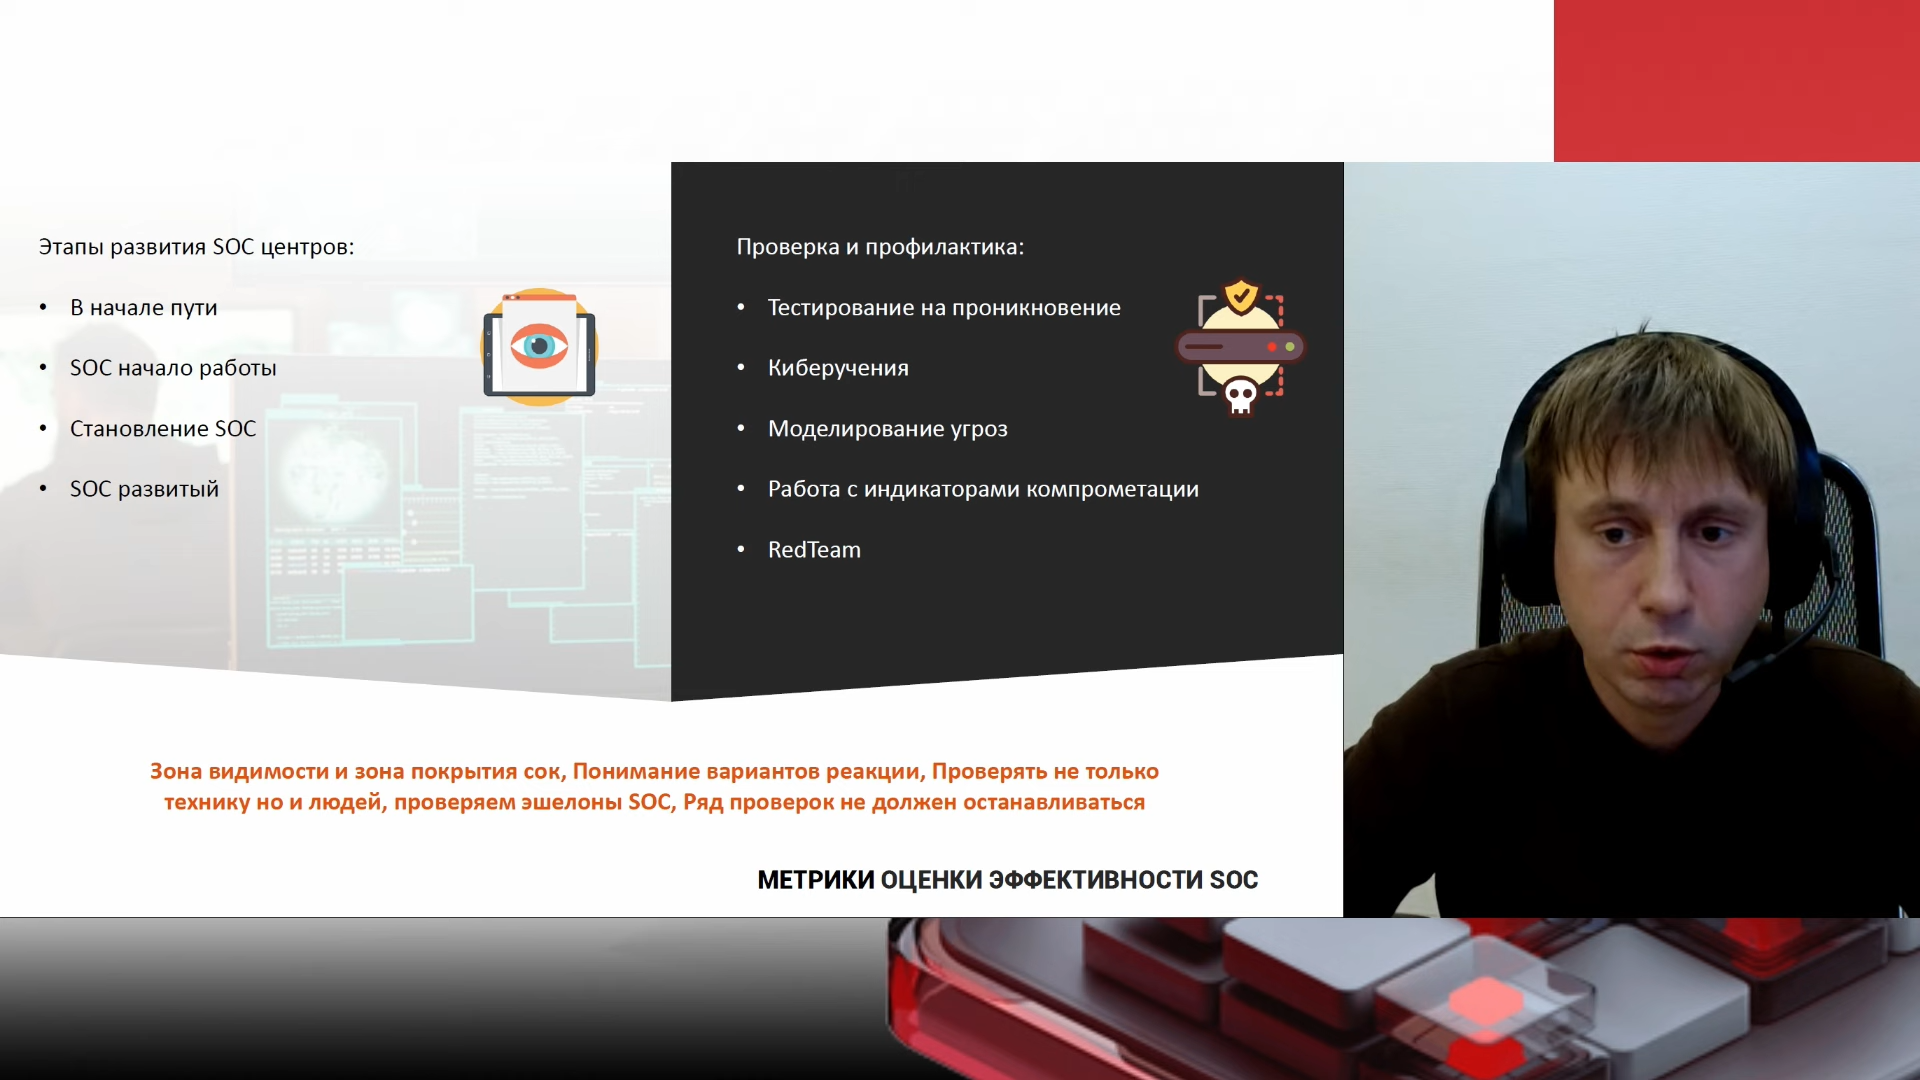 Этапы развития SOC центров:
• В начале пути
• SOC начало работы
• Становление SOC
• SOC развитый
Проверка и профилактика:
• Тестирование на проникновение
• Киберучения
• Моделирование угроз
• Работа с индикаторами компрометации
• RedTeam
Зона видимости и зона покрытия сок, Понимание вариантов реакции, Проверять не только
технику но и людей, проверяем эшелоны SOC, Ряд проверок не должен останавливаться
МЕТРИКИ ОЦЕНКИ ЭФФЕКТИВНОСТИ SOC